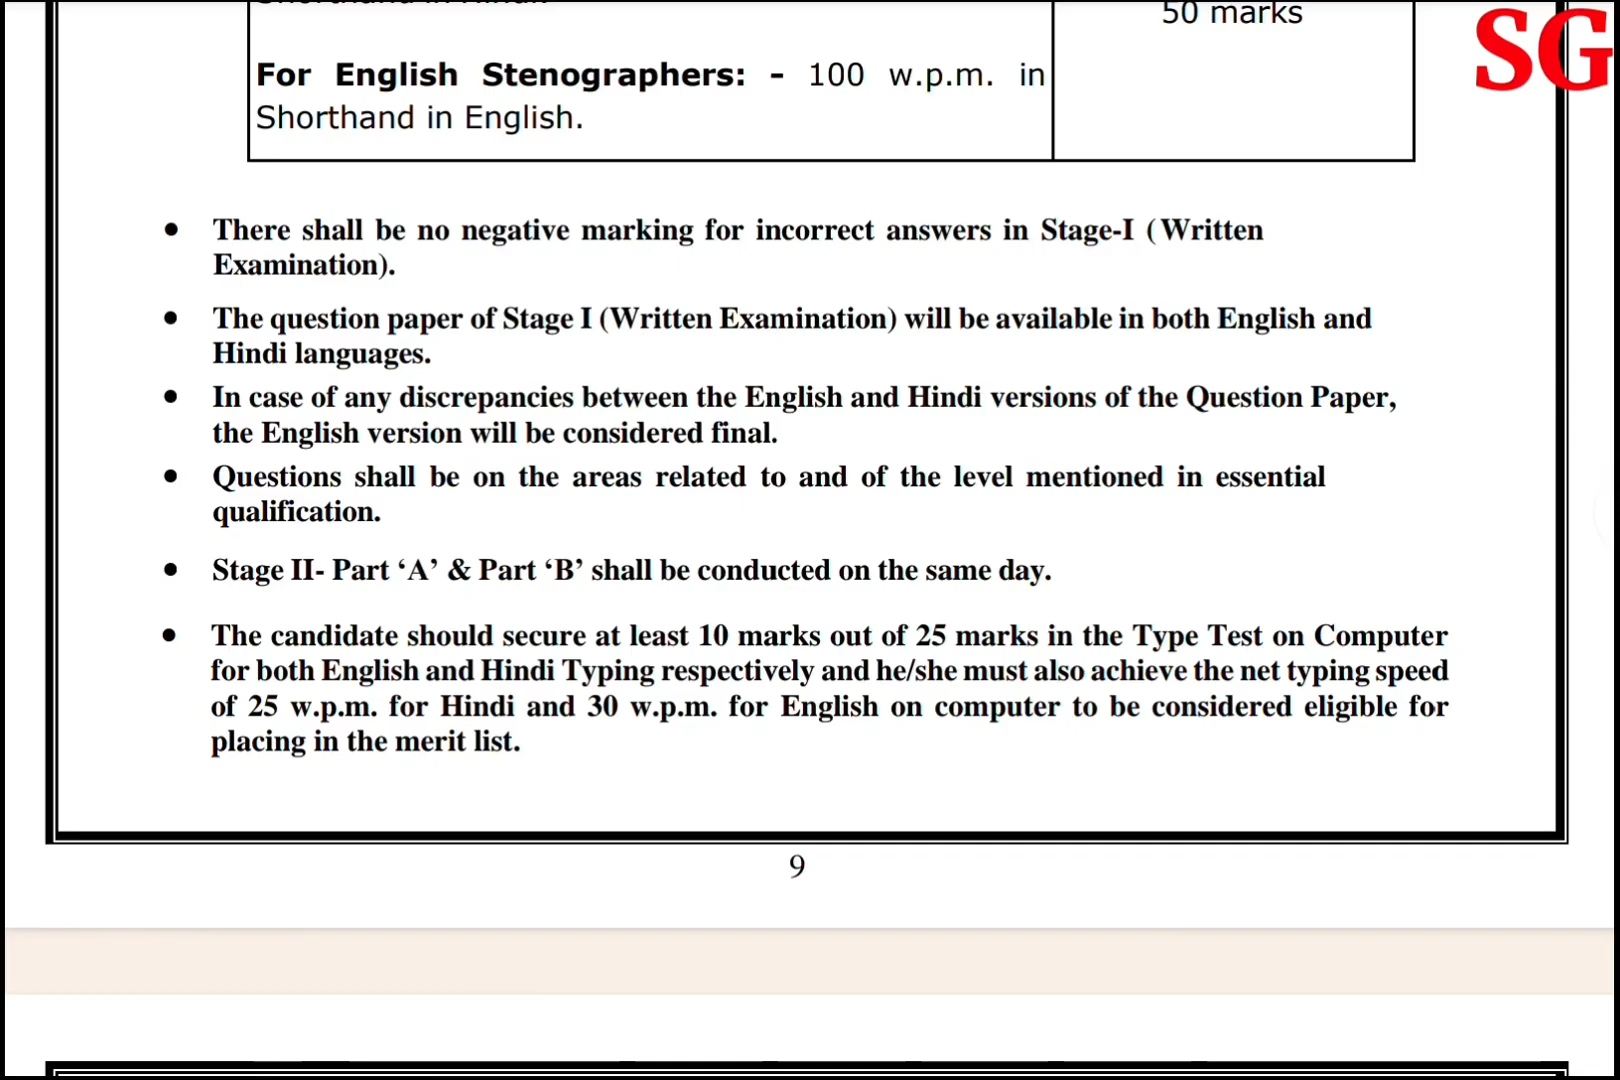 50 marks
SG
For English Stenographers: - 100 w.p.m. in
Shorthand in English.
• There shall be no negative marking for incorrect answers in Stage-I (Written
Examination).
• The question paper of Stage I (Written Examination) will be available in both English and
Hindi languages.
• In case of any discrepancies between the English and Hindi versions of the Question Paper,
the English version will be considered final.
• Questions shall be on the areas related to and of the level mentioned in essential
qualification.
• Stage II- Part ‘A’ & Part ‘B’ shall be conducted on the same day.
• The candidate should secure at least 10 marks out of 25 marks in the Type Test on Computer
for both English and Hindi Typing respectively and he/she must also achieve the net typing speed
of 25 w.p.m. for Hindi and 30 w.p.m. for English on computer to be considered eligible for
placing in the merit list.
9